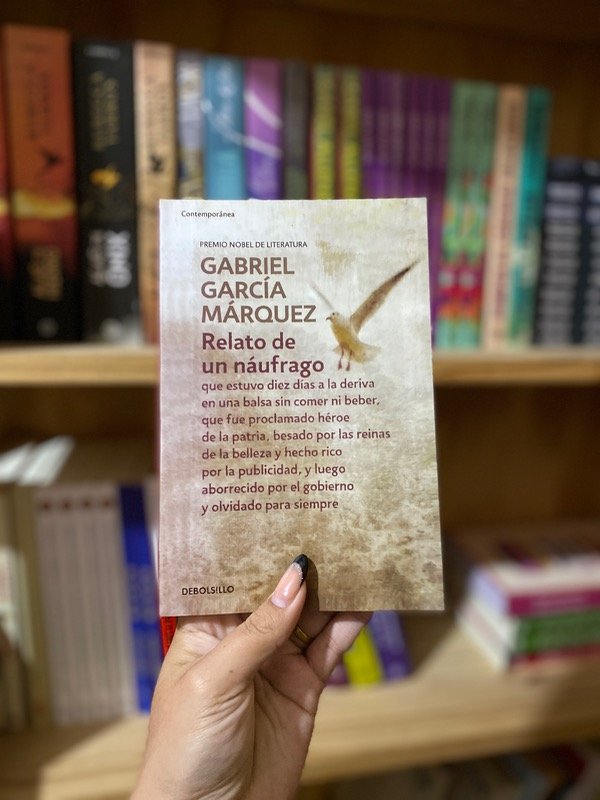 Contemporánea
PREMIO NOBEL DE LITERATURA
GABRIEL
GARCÍA
MÁRQUEZ
Relato de
un náufrago
que estuvo diez días a la deriva
en una balsa sin comer ni beber,
que fue proclamado héroe
de la patria, besado por las reinas
de la belleza y hecho rico
por la publicidad, y luego
aborrecido por el gobierno
y olvidado para siempre
DEBOLS!LLO